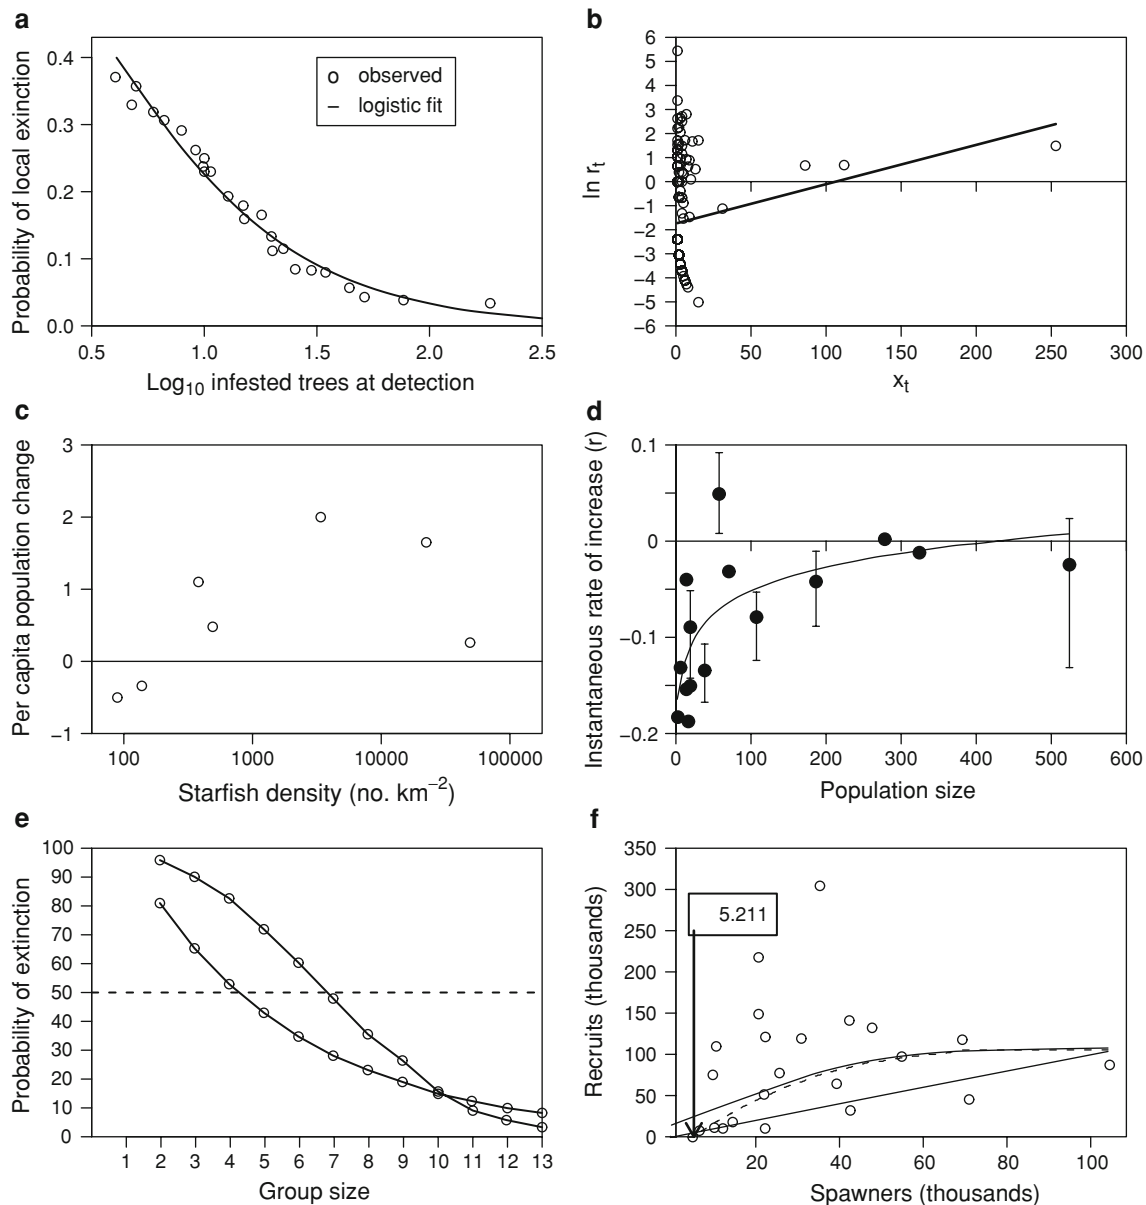 a
Probability of local exinction
0.4
0.3
0.2
0.1
0.0
0.5 1.0 1.5 2.0 2.5
Log10 infested trees at detection
o observed
– logistic fit
b
ln rt
6
5
4
3
2
1
0
−1
−2
−3
−4
−5
−6
0 50 100 150 200 250 300
xt
c
Per capita population change
3
2
1
0
−1
100 1000 10000 100000
Starfish density (no. km−2)
d
Instantaneous rate of increase (r)
0.1
0
−0.1
−0.2
0 100 200 300 400 500 600
Population size
e
Probability of extinction
100
90
80
70
60
50
40
30
20
10
0
1 2 3 4 5 6 7 8 9 10 11 12 13
Group size
f
Recruits (thousands)
350
300
250
200
150
100
50
0
5.211
20 40 60 80 100
Spawners (thousands)